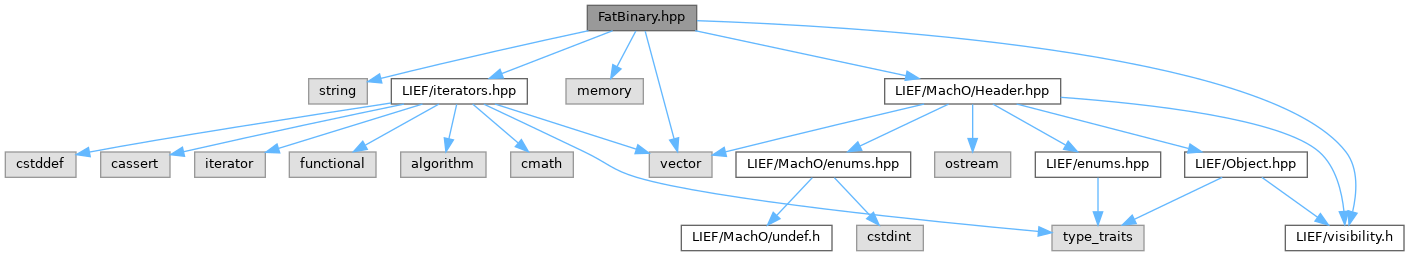 FatBinary.hpp
string
LIEF/iterators.hpp
memory
LIEF/MachO/Header.hpp
cstddef
cassert
iterator
functional
algorithm
cmath
vector
LIEF/MachO/enums.hpp
ostream
LIEF/enums.hpp
LIEF/Object.hpp
LIEF/MachO/undef.h
cstdint
type_traits
LIEF/visibility.h